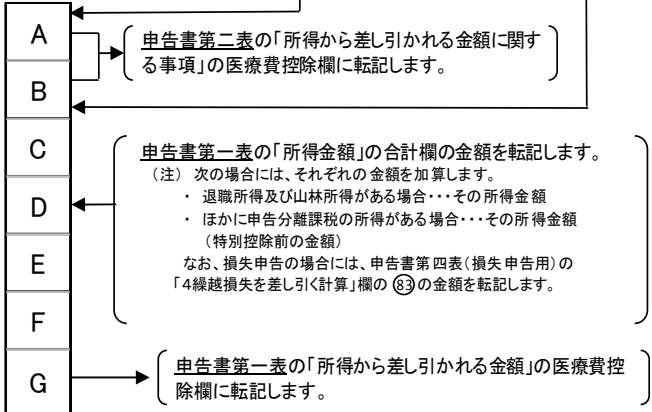 A
申告書第二表の「所得から差し引かれる金額に関す
る事項」の医療費控除欄に転記します。
B
C
申告書第一表の「所得金額」の合計欄の金額を転記します。
（注） 次の場合には、それぞれの金額を加算します。
・ 退職所得及び山林所得がある場合・・・その所得金額
D
・ ほかに申告分離課税の所得がある場合・・・その所得金額
（特別控除前の金額）
E
なお、損失申告の場合には、申告書第四表（損失申告用）の
「４繰越損失を差し引く計算」欄の ㊸の金額を転記します。
F
申告書第一表の「所得から差し引かれる金額」の医療費控
G
除欄に転記します。